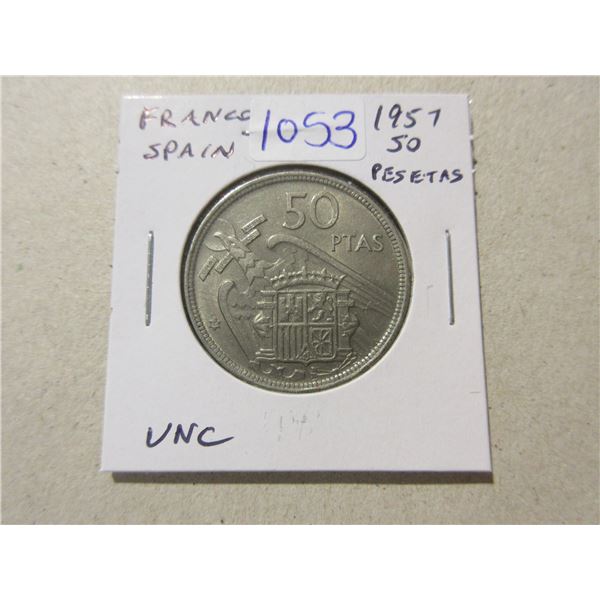 FRANCO
SPAIN
1053
1957
50
PESETAS
50
PTAS
UNC